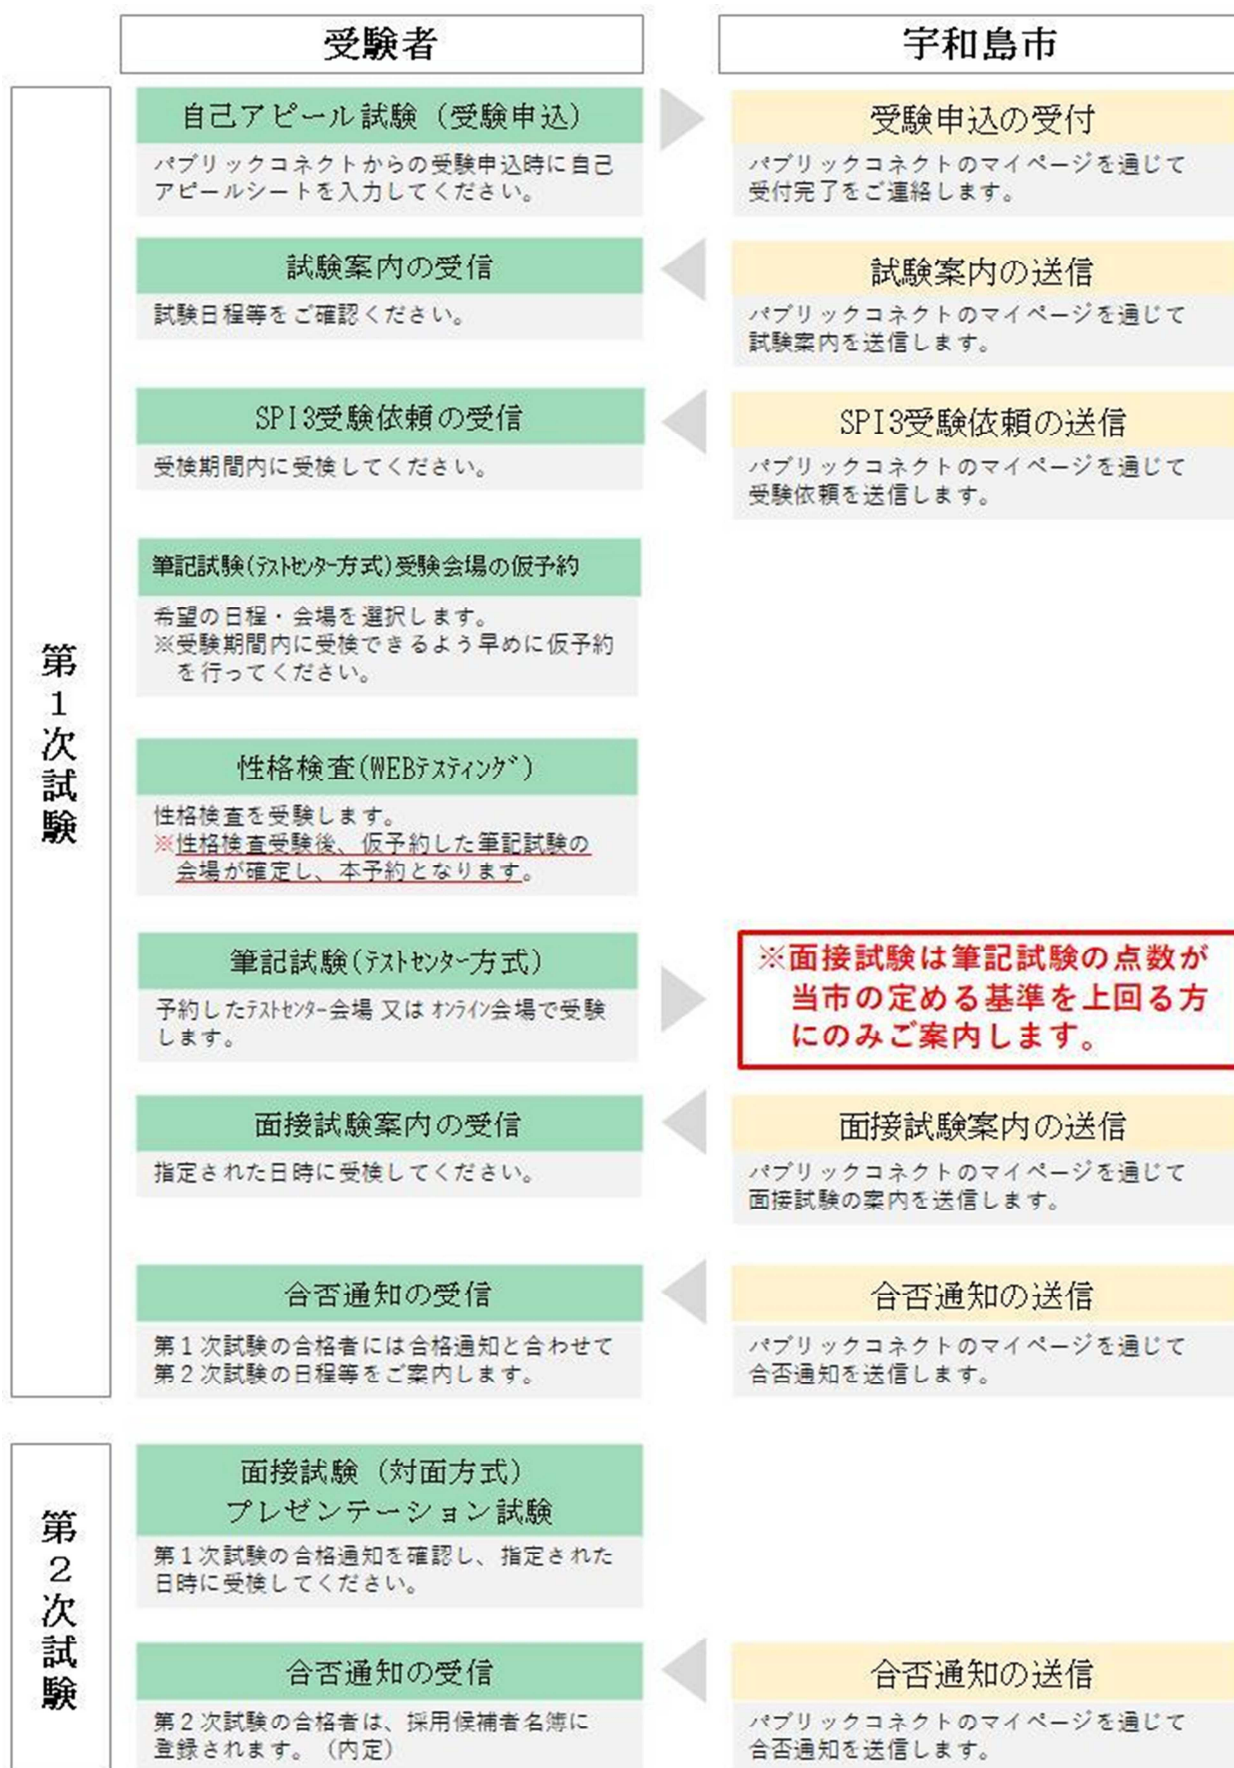 受験者
宇和島市
第1次試験
自己アピール試験（受験申込）
パブリックコネクトからの受験申込時に自己
アピールシートを入力してください。
受験申込の受付
パブリックコネクトのマイページを通じて
受付完了をご連絡します。
試験案内の受信
試験日程等をご確認ください。
試験案内の送信
パブリックコネクトのマイページを通じて
試験案内を送信します。
SPI3受験依頼の受信
受検期間内に受検してください。
SPI3受験依頼の送信
パブリックコネクトのマイページを通じて
受験依頼を送信します。
筆記試験(ﾃｽﾄｾﾝﾀｰ方式)受験会場の仮予約
希望の日程・会場を選択します。
※受験期間内に受検できるよう早めに仮予約
を行ってください。
性格検査(WEBﾃｽﾃｨﾝｸﾞ)
性格検査を受験します。
※性格検査受験後、仮予約した筆記試験の
会場が確定し、本予約となります。
筆記試験(ﾃｽﾄｾﾝﾀｰ方式)
予約したﾃｽﾄｾﾝﾀｰ会場 又は ｵﾝﾗｲﾝ会場で受験
します。
※面接試験は筆記試験の点数が
当市の定める基準を上回る方
にのみご案内します。
面接試験案内の受信
指定された日時に受検してください。
面接試験案内の送信
パブリックコネクトのマイページを通じて
面接試験の案内を送信します。
合否通知の受信
第１次試験の合格者には合格通知と合わせて
第２次試験の日程等をご案内します。
合否通知の送信
パブリックコネクトのマイページを通じて
合否通知を送信します。
第2次試験
面接試験（対面方式）
プレゼンテーション試験
第１次試験の合格通知を確認し、指定された
日時に受検してください。
合否通知の受信
第２次試験の合格者は、採用候補者名簿に
登録されます。（内定）
合否通知の送信
パブリックコネクトのマイページを通じて
合否通知を送信します。